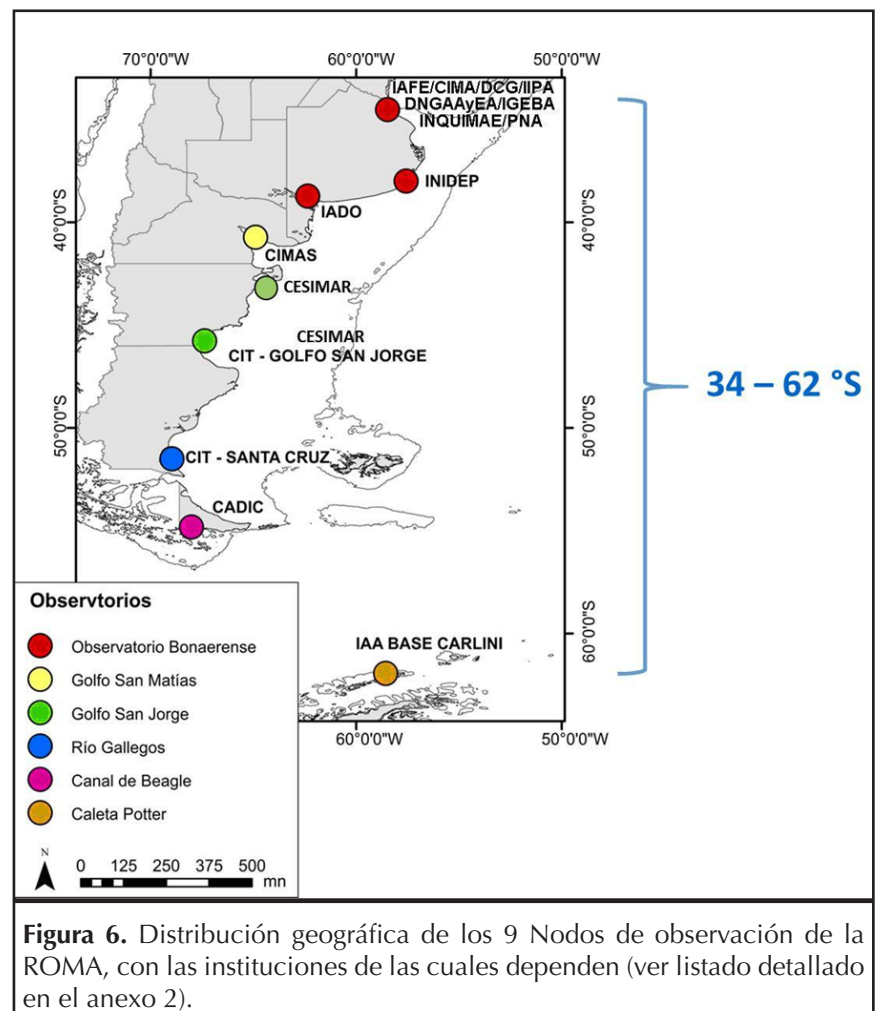 70°0'0"W 60°0'0"W 50°0'0"W
IAFE/CIMA/DCG/IIPA
DNGAAyEA/IGEBA
INQUIMAE/PNA
INIDEP
IADO
40°0'0"S 40°0'0"S
CIMAS
CESIMAR
CESIMAR
CIT - GOLFO SAN JORGE
34 – 62 °S
50°0'0"S 50°0'0"S
CIT - SANTA CRUZ
CADIC
60°0'0"S
IAA BASE CARLINI
60°0'0"W 50°0'0"W
Observtorios
Observatorio Bonaerense
Golfo San Matías
Golfo San Jorge
Río Gallegos
Canal de Beagle
Caleta Potter
N
0 125 250 375 500
mn
Figura 6. Distribución geográfica de los 9 Nodos de observación de la
ROMA, con las instituciones de las cuales dependen (ver listado detallado
en el anexo 2).